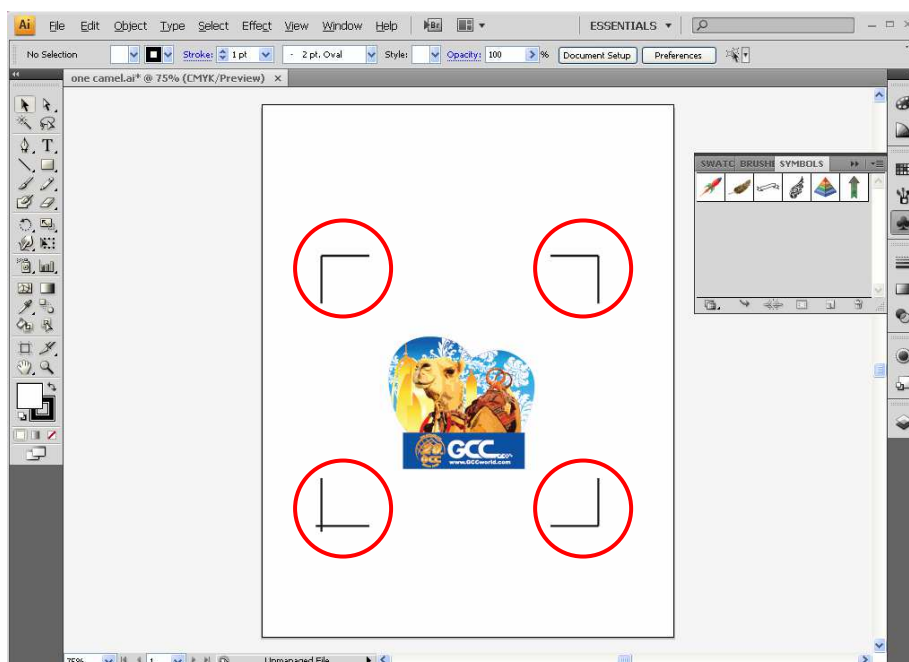 Ai File Edit Object Type Select Effect View Window Help Br ESSENTIALS
No Selection Stroke: 1 pt 2 pt. Oval Style: Opacity: 100 % Document Setup Preferences
one camel.ai* @ 75% (CMYK/Preview) ×
SWATC BRUSHE SYMBOLS
T
GCC
GCC
www.GCCworld.com
75% 1 Unmanaged File